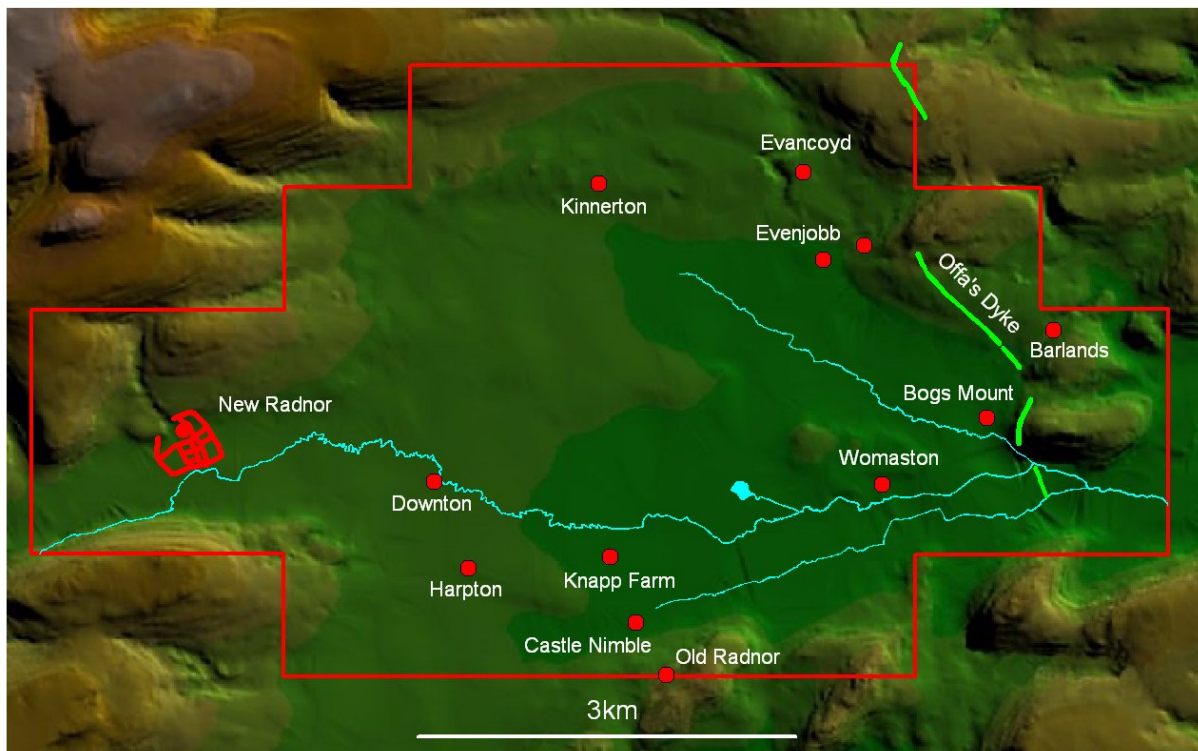 Evancoyd
Kinnerton
Evenjobb
Offa's Dyke
Barlands
New Radnor
Bogs Mount
Womaston
Downton
Harpton
Knapp Farm
Castle Nimble
Old Radnor
3km